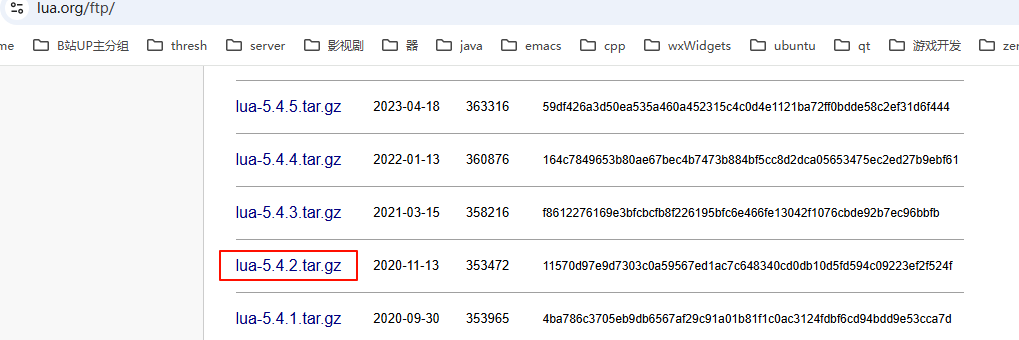 lua.org/ftp/
me B站UP主分组 thresh server 影视剧 器 java emacs cpp wxWidgets ubuntu qt 游戏开发 zer
lua-5.4.5.tar.gz 2023-04-18 363316 59df426a3d50ea535a460a452315c4c0d4e1121ba72ff0bdde58c2ef31d6f444
lua-5.4.4.tar.gz 2022-01-13 360876 164c7849653b80ae67bec4b7473b884bf5cc8d2dca05653475ec2ed27b9ebf61
lua-5.4.3.tar.gz 2021-03-15 358216 f8612276169e3bfcbcfb8f226195bfc6e466fe13042f1076cbde92b7ec96bbfb
lua-5.4.2.tar.gz 2020-11-13 353472 11570d97e9d7303c0a59567ed1ac7c648340cd0db10d5fd594c09223ef2f524f
lua-5.4.1.tar.gz 2020-09-30 353965 4ba786c3705eb9db6567af29c91a01b81f1c0ac3124fdbf6cd94bdd9e53cca7d